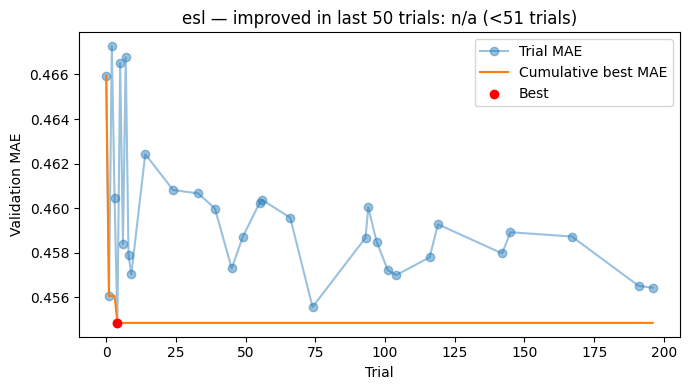 esl — improved in last 50 trials: n/a (<51 trials)
Trial MAE
Cumulative best MAE
Best
Validation MAE
0.466
0.464
0.462
0.460
0.458
0.456
0 25 50 75 100 125 150 175 200
Trial